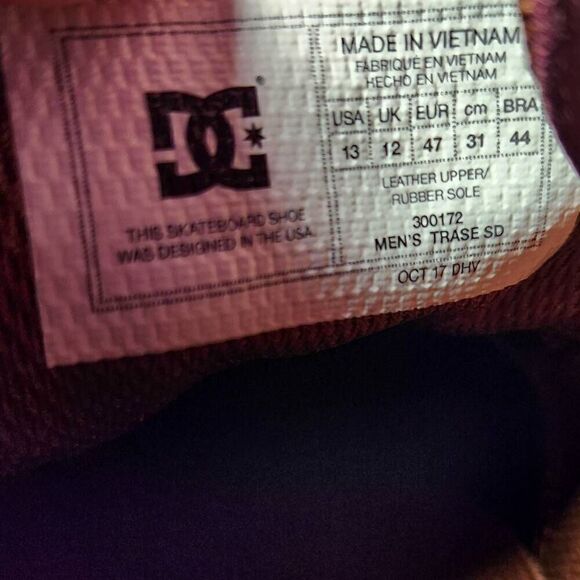 DC
®
THIS SKATEBOARD SHOE
WAS DESIGNED IN THE USA
MADE IN VIETNAM
FABRIQUÉ EN VIETNAM
HECHO EN VIETNAM
USA UK EUR cm BRA
13 12 47 31 44
LEATHER UPPER/
RUBBER SOLE
300172
MEN'S TRASE SD
OCT 17 DHV